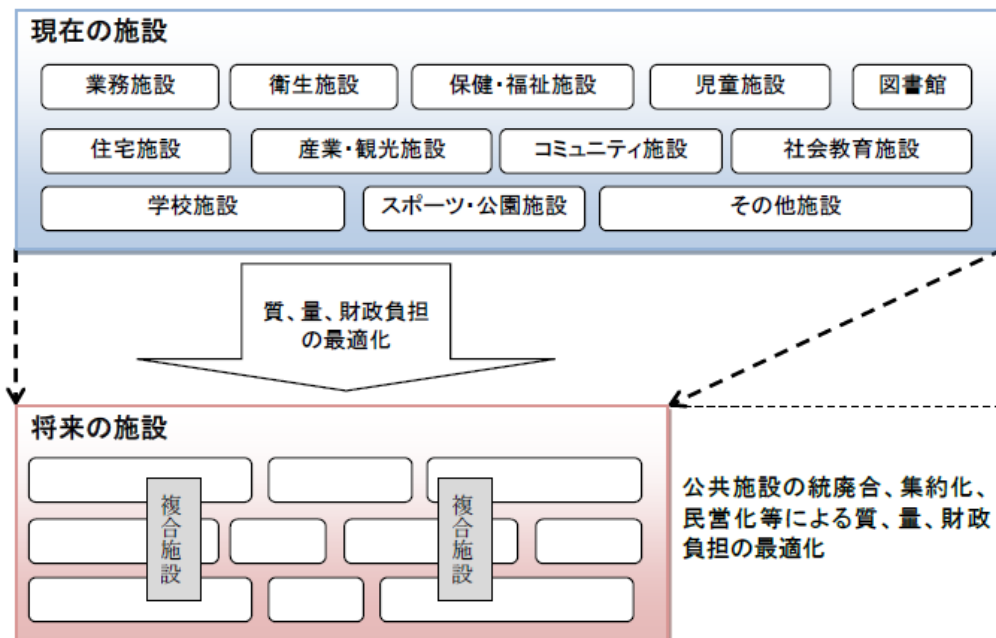 現在の施設
業務施設
衛生施設
保健・福祉施設
児童施設
図書館
住宅施設
産業・観光施設
コミュニティ施設
社会教育施設
学校施設
スポーツ・公園施設
その他施設
質、量、財政負担
の最適化
将来の施設
複合施設
複合施設
公共施設の統廃合、集約化、
民営化等による質、量、財政
負担の最適化